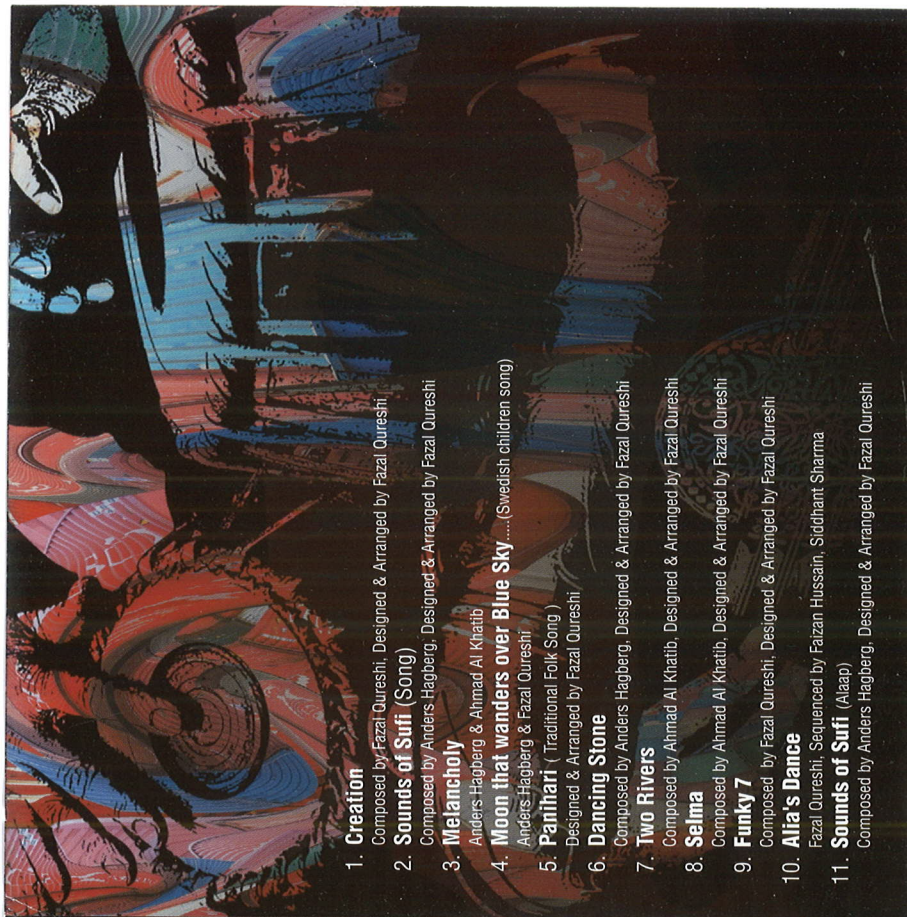 1. Creation
Composed by Fazal Qureshi, Designed & Arranged by Fazal Qureshi
2. Sounds of Sufi (Song)
Composed by Anders Hagberg, Designed & Arranged by Fazal Qureshi
3. Melancholy
Anders Hagberg & Ahmad Al Khatib
4. Moon that wanders over Blue Sky.....(Swedish children song)
Anders Hagberg & Fazal Qureshi
5. Panihari ( Traditional Folk Song )
Designed & Arranged by Fazal Qureshi
6. Dancing Stone
Composed by Anders Hagberg, Designed & Arranged by Fazal Qureshi
7. Two Rivers
Composed by Ahmad Al Khatib, Designed & Arranged by Fazal Qureshi
8. Selma
Composed by Ahmad Al Khatib, Designed & Arranged by Fazal Qureshi
9. Funky 7
Composed by Fazal Qureshi, Designed & Arranged by Fazal Qureshi
10. Alia's Dance
Fazal Qureshi, Sequenced by Faizan Hussain, Siddhant Sharma
11. Sounds of Sufi (Alaap)
Composed by Anders Hagberg, Designed & Arranged by Fazal Qureshi